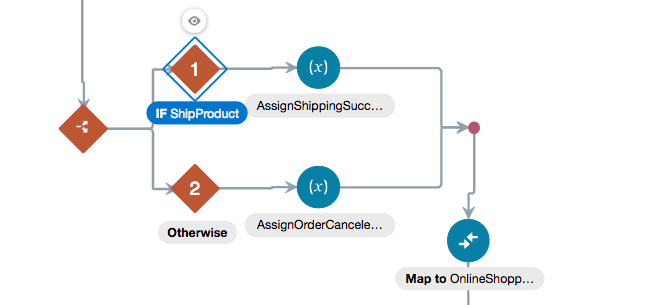 1
IF ShipProduct
(x)
AssignShippingSucc...
2
Otherwise
(x)
AssignOrderCancele...
Map to OnlineShopp...